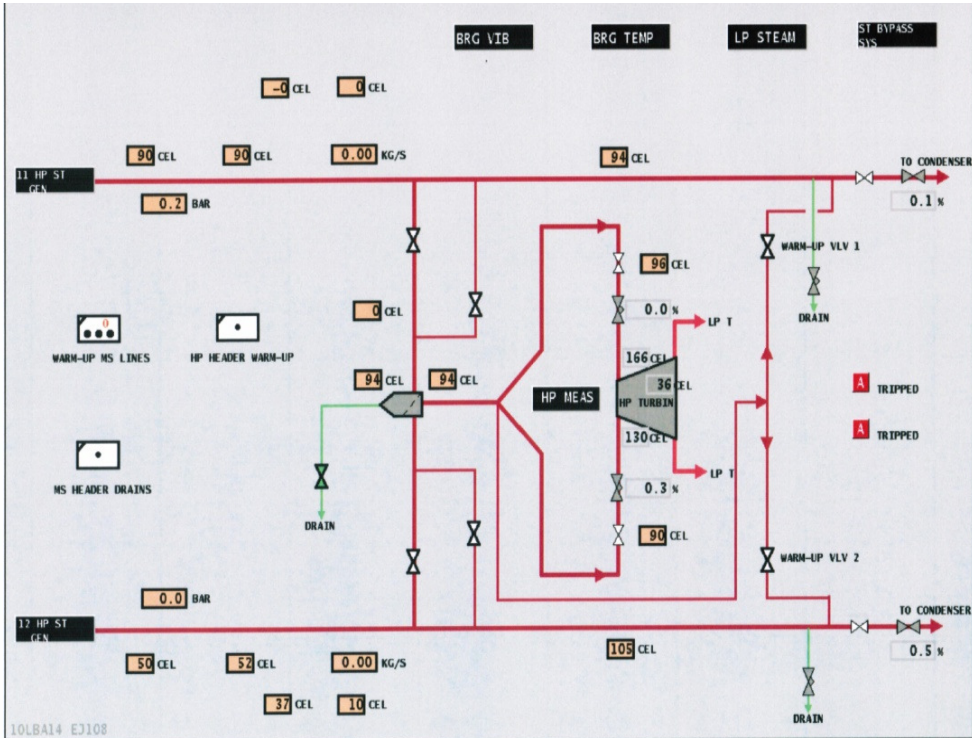 BRG VIB
BRG TEMP
LP STEAM
ST BYPASS
SYS
-0 CEL
0 CEL
90 CEL
90 CEL
0.00 KG/S
94 CEL
TO CONDENSER
11 HP ST
GEN
0.2 BAR
0.1 %
WARM-UP VLV 1
96 CEL
0 CEL
0.0 %
DRAIN
LP T
0
WARM-UP MS LINES
HP HEADER WARM-UP
166 CEL
94 CEL
94 CEL
36 CEL
HP MEAS
HP TURBIN
A TRIPPED
130 CEL
A TRIPPED
LP T
MS HEADER DRAINS
0.3 %
DRAIN
90 CEL
WARM-UP VLV 2
0.0 BAR
TO CONDENSER
12 HP ST
GEN
105 CEL
0.5 %
50 CEL
52 CEL
0.00 KG/S
37 CEL
10 CEL
DRAIN
10LBA14 EJ108